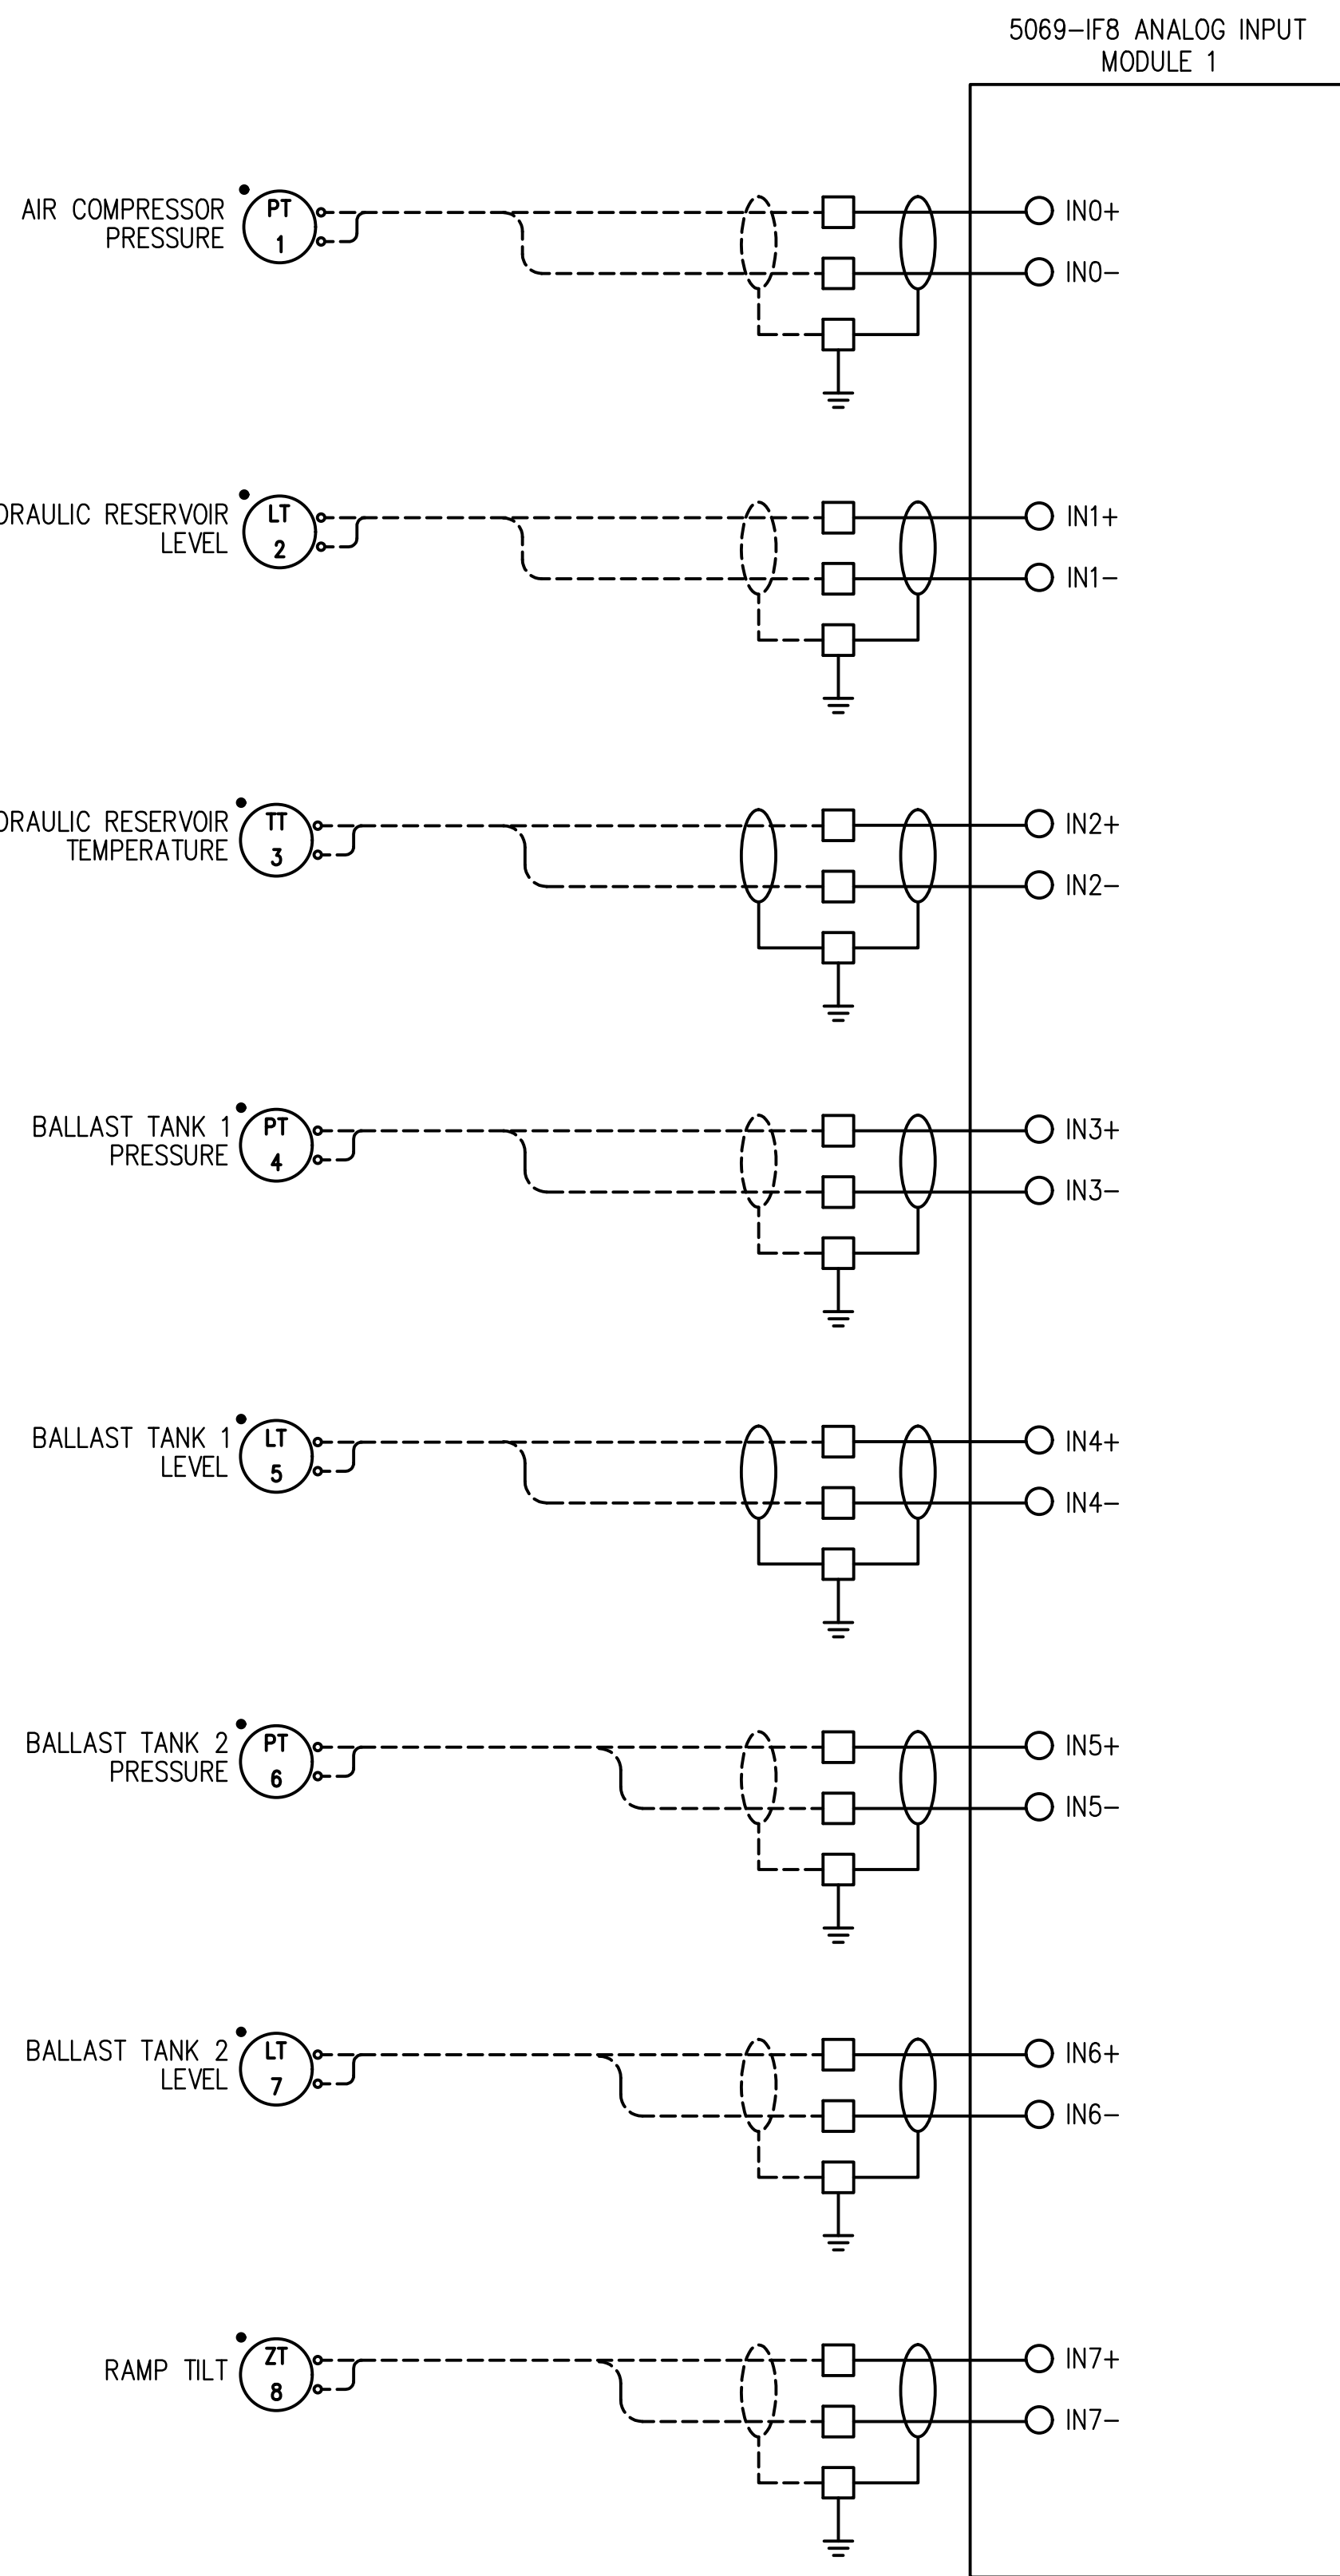 5069-IF8 ANALOG INPUT
MODULE 1
AIR COMPRESSOR
PRESSURE
PT
1
IN0+
IN0-
RESERVOIR
LEVEL
LT
2
IN1+
IN1-
RESERVOIR
TEMPERATURE
TT
3
IN2+
IN2-
BALLAST TANK 1
PRESSURE
PT
4
IN3+
IN3-
BALLAST TANK 1
LEVEL
LT
5
IN4+
IN4-
BALLAST TANK 2
PRESSURE
PT
6
IN5+
IN5-
BALLAST TANK 2
LEVEL
LT
7
IN6+
IN6-
RAMP TILT
ZT
8
IN7+
IN7-